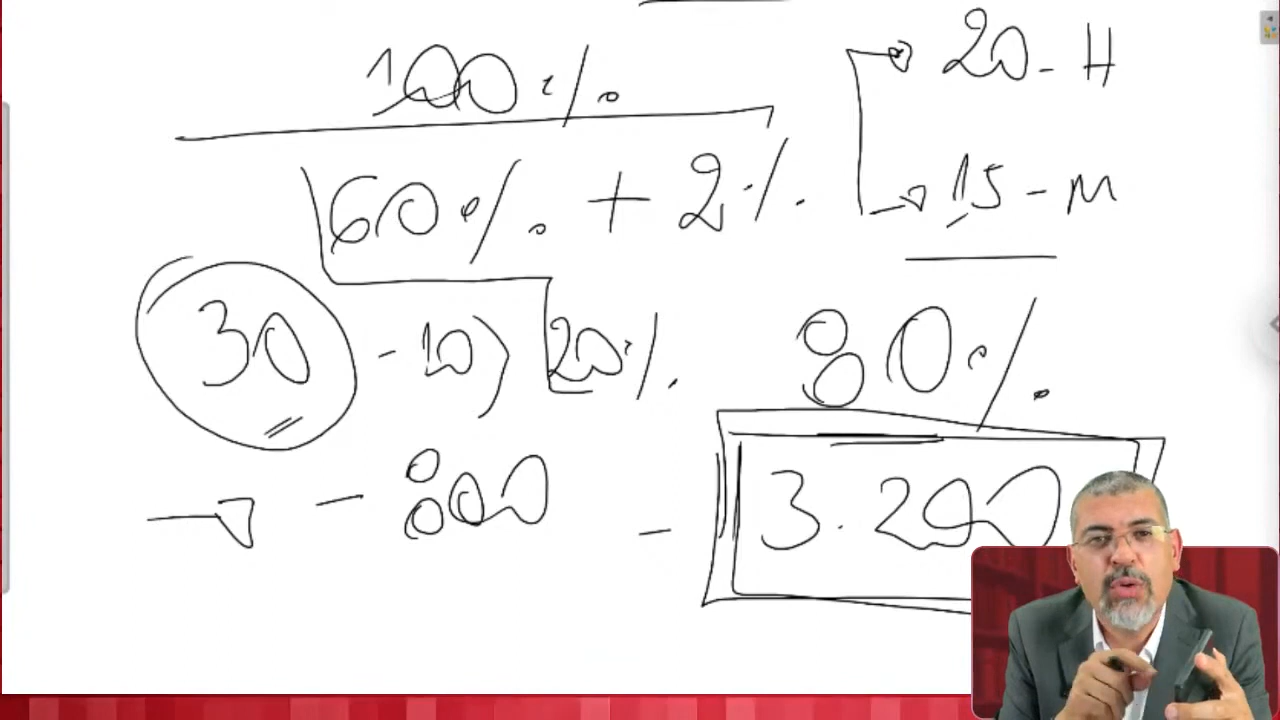 100 % 20 - H
60 % + 2 % 15 - M
30 - 10 20 % 80 %
- 800 - 3.200